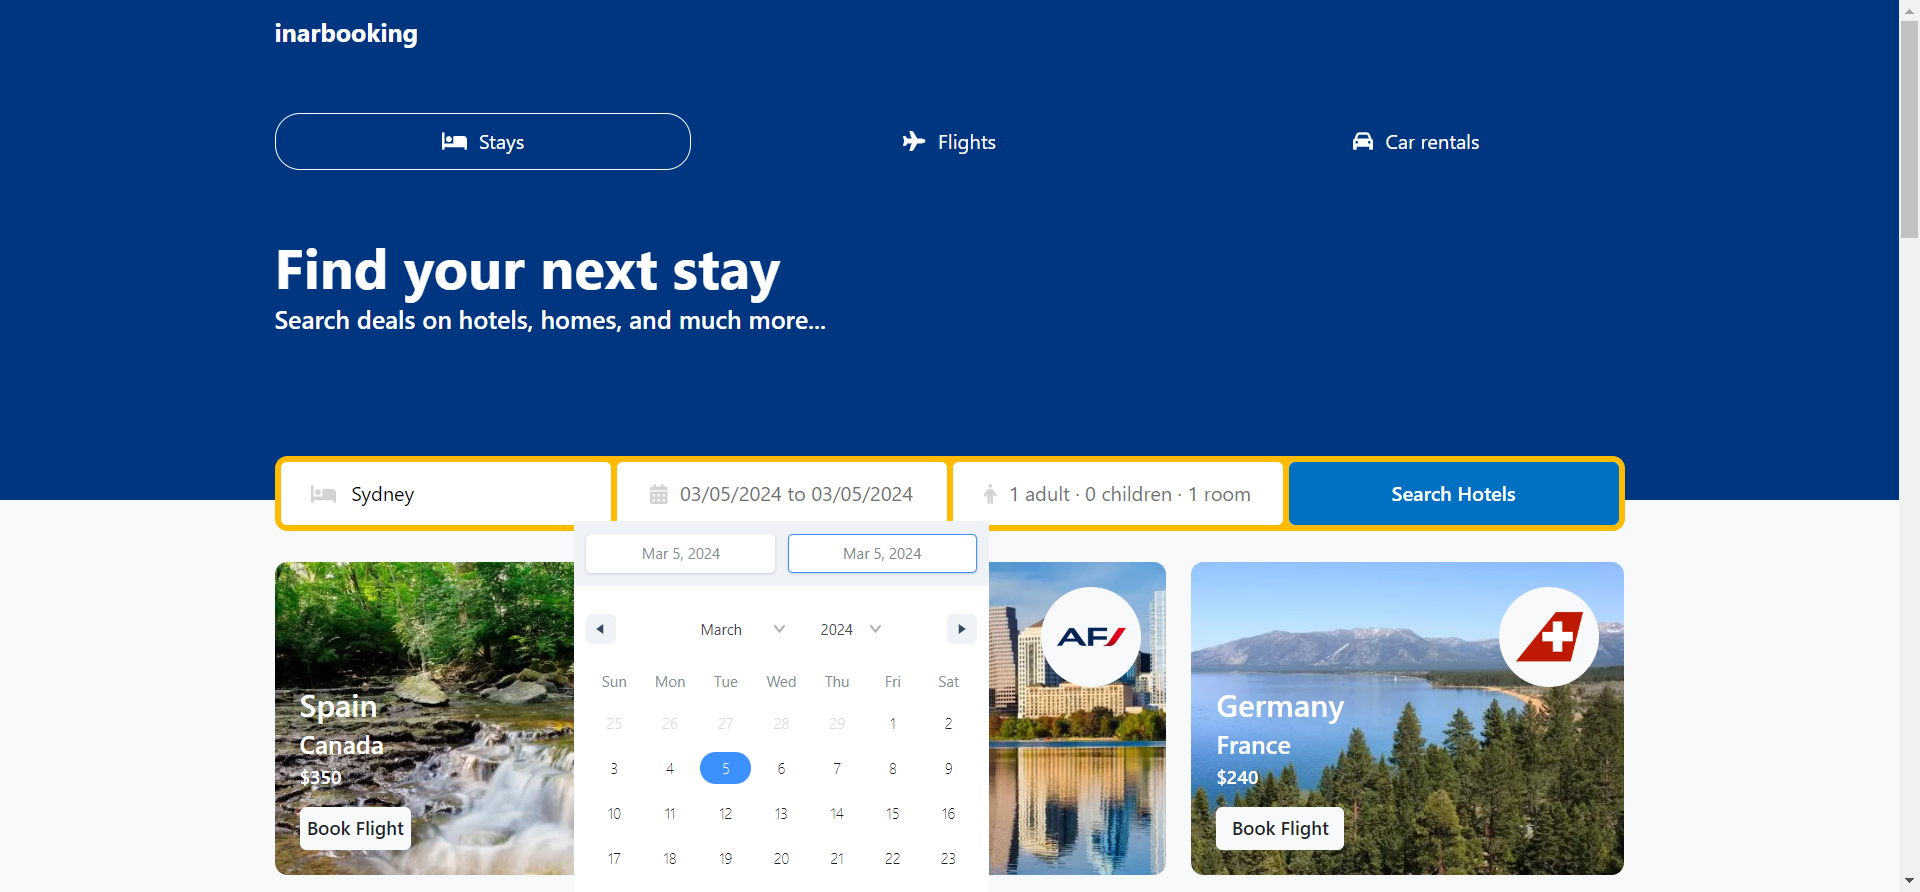 inarbooking
Stays
Flights
Car rentals
Find your next stay
Search deals on hotels, homes, and much more...
Sydney
03/05/2024 to 03/05/2024
1 adult · 0 children · 1 room
Search Hotels
Mar 5, 2024
Mar 5, 2024
March
2024
Sun Mon Tue Wed Thu Fri Sat
25 26 27 28 29 1 2
3 4 5 6 7 8 9
10 11 12 13 14 15 16
17 18 19 20 21 22 23
Spain
Canada
$350
Book Flight
AF
Germany
France
$240
Book Flight